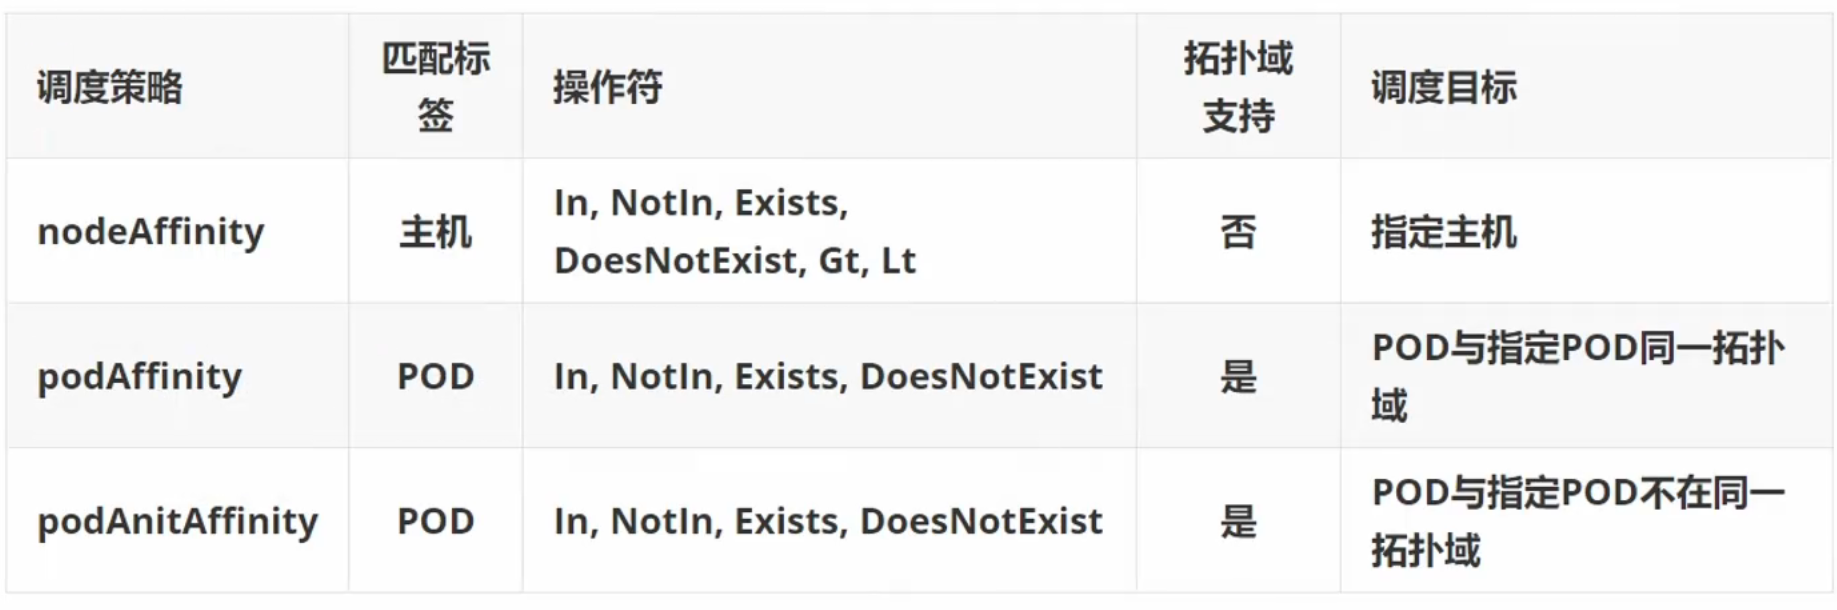 调度策略
匹配标
签
操作符
拓扑域
支持
调度目标
nodeAffinity
主机
In, NotIn, Exists,
DoesNotExist, Gt, Lt
否
指定主机
podAffinity
POD
In, NotIn, Exists, DoesNotExist
是
POD与指定POD同一拓扑
域
podAnitAffinity
POD
In, NotIn, Exists, DoesNotExist
是
POD与指定POD不在同一
拓扑域